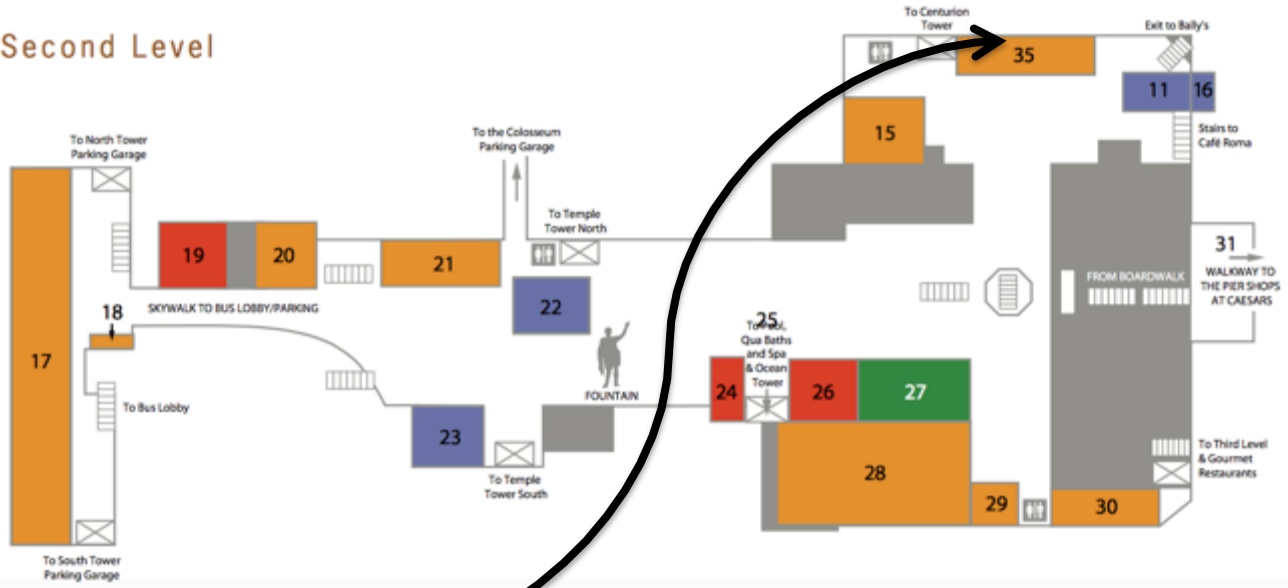 Second Level
To Centurion
Tower
Exit to Bally's
35
11
16
15
Stairs to
Café Roma
To North Tower
Parking Garage
To the Colosseum
Parking Garage
To Temple
Tower North
19
20
21
22
31
WALKWAY TO
THE PIER SHOPS
AT CAESARS
FROM BOARDWALK
SKYWALK TO BUS LOBBY/PARKING
18
17
25
To Pool,
Qua Baths
and Spa
& Ocean
Tower
FOUNTAIN
24
26
27
To Bus Lobby
23
To Temple
Tower South
28
29
30
To Third Level
& Gourmet
Restaurants
To South Tower
Parking Garage